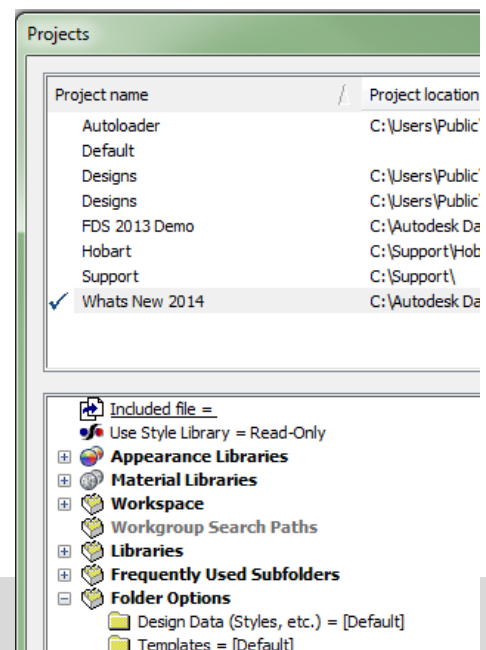 Projects
Project name / Project location
Autoloader C:\Users\Public\
Default
Designs C:\Users\Public\
Designs C:\Users\Public\
FDS 2013 Demo C:\Autodesk Da
Hobart C:\Support\Hob
Support C:\Support\
Whats New 2014 C:\Autodesk Da
Included file =
Use Style Library = Read-Only
Appearance Libraries
Material Libraries
Workspace
Workgroup Search Paths
Libraries
Frequently Used Subfolders
Folder Options
Design Data (Styles, etc.) = [Default]
Templates = [Default]